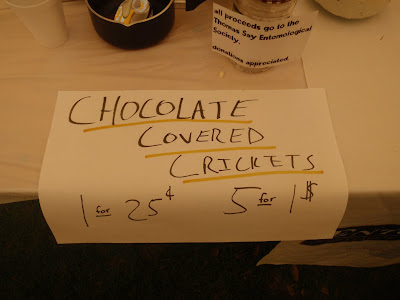 all proceeds go to the
Thomas Say Entomological
Society.
donations appreciated.
CHOCOLATE
COVERED
CRICKETS
1 for 25¢ 5 for 1$